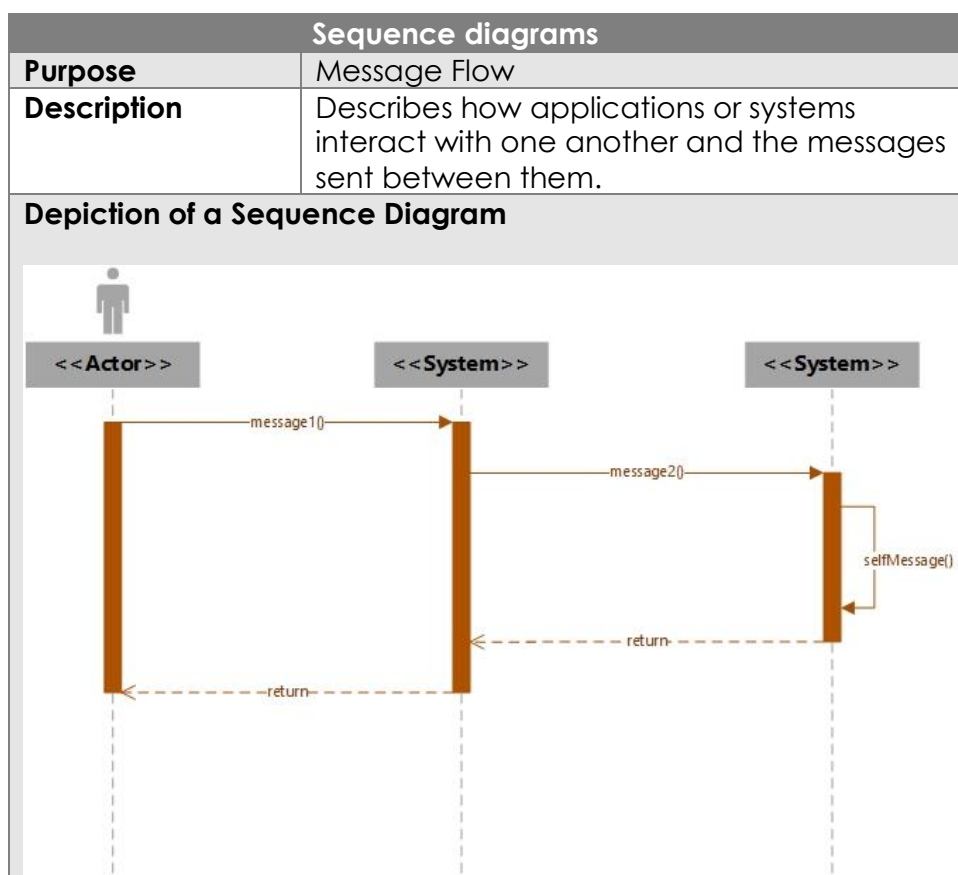 Sequence diagrams
Purpose Message Flow
Description Describes how applications or systems
interact with one another and the messages
sent between them.
Depiction of a Sequence Diagram
<<Actor>> <<System>> <<System>>
message1()
message2()
selfMessage()
return
return